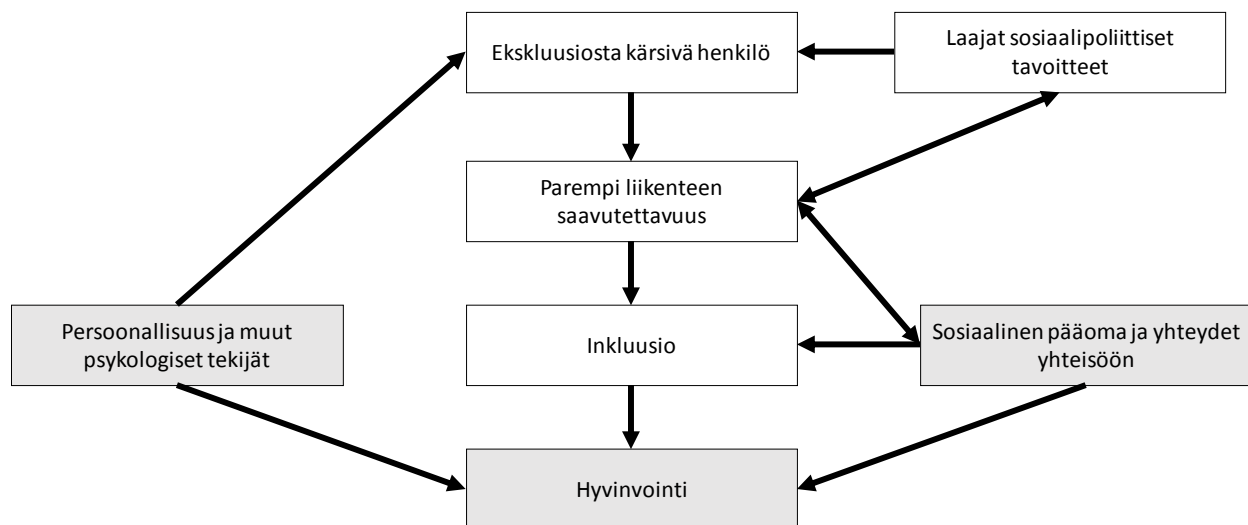 Ekskluusiosta kärsivä henkilö
Laajat sosiaalipoliittiset
tavoitteet
Parempi liikenteen
saavutettavuus
Persoonallisuus ja muut
psykologiset tekijät
Inkluusio
Sosiaalinen pääoma ja yhteydet
yhteisöön
Hyvinvointi